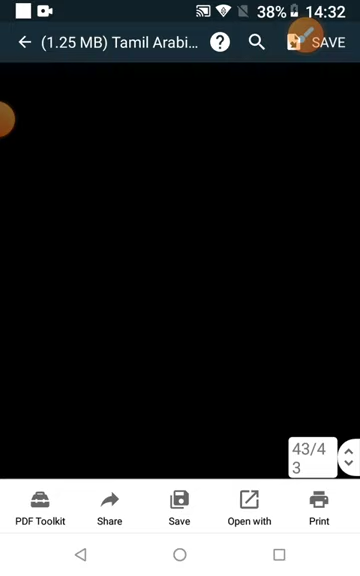 38% 14:32
(1.25 MB) Tamil Arabi... SAVE
43/4
3
PDF Toolkit Share Save Open with Print